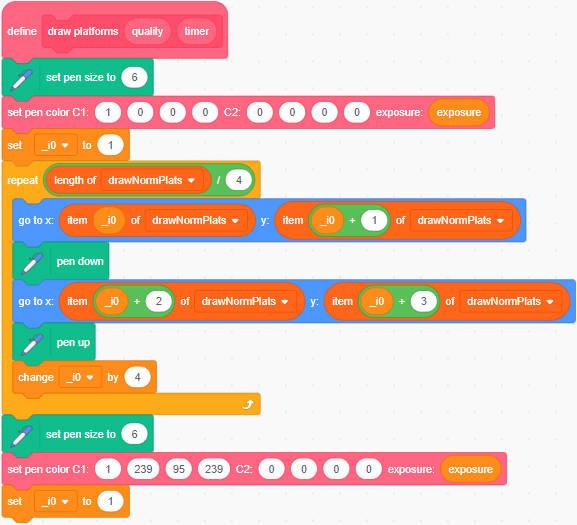 define draw platforms quality timer
set pen size to 6
set pen color C1: 1 0 0 0 C2: 0 0 0 0 exposure: exposure
set _i0 to 1
repeat length of drawNormPlats / 4
go to x: item _i0 of drawNormPlats y: item _i0 + 1 of drawNormPlats
pen down
go to x: item _i0 + 2 of drawNormPlats y: item _i0 + 3 of drawNormPlats
pen up
change _i0 by 4
set pen size to 6
set pen color C1: 1 239 95 239 C2: 0 0 0 0 exposure: exposure
set _i0 to 1